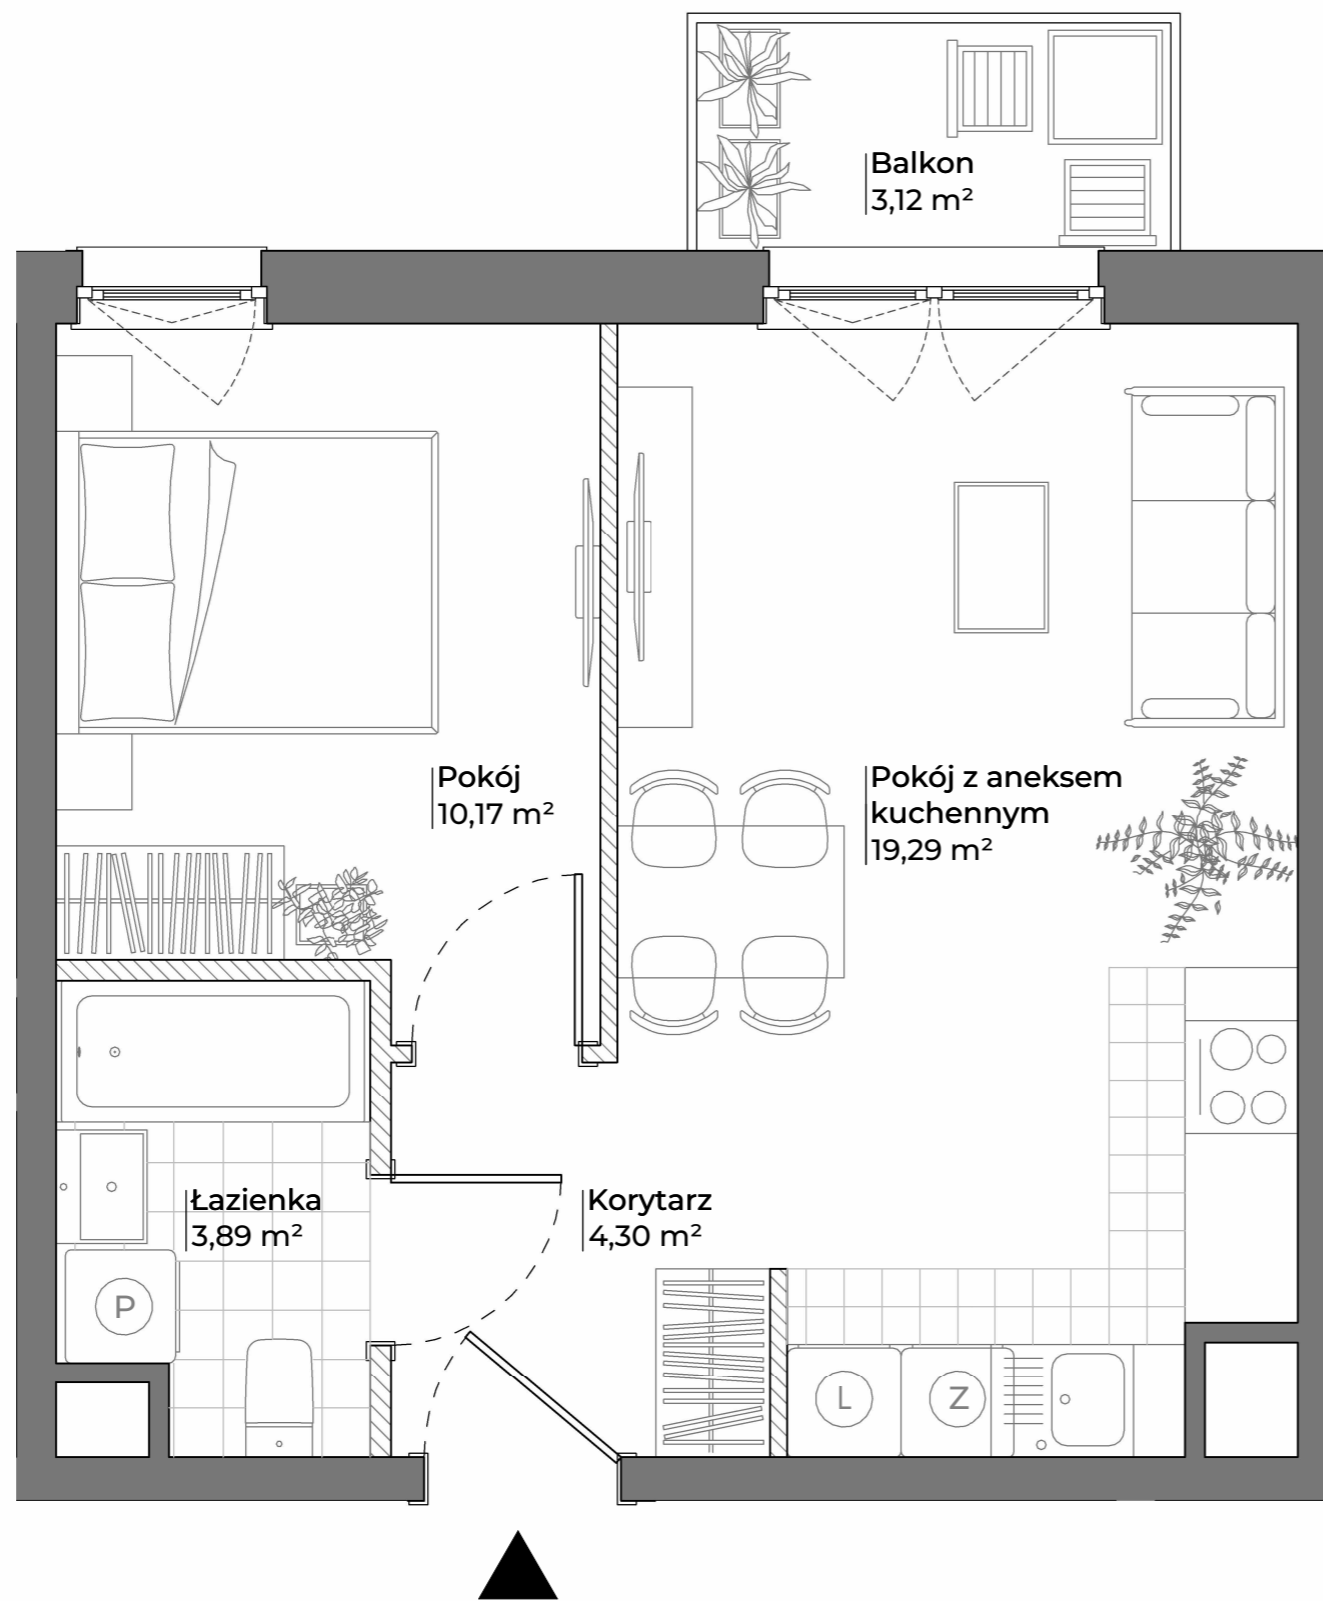 Balkon
3,12 m²
Pokój
10,17 m²
Pokój z aneksem
kuchennym
19,29 m²
Łazienka
3,89 m²
Korytarz
4,30 m²
P
L
Z